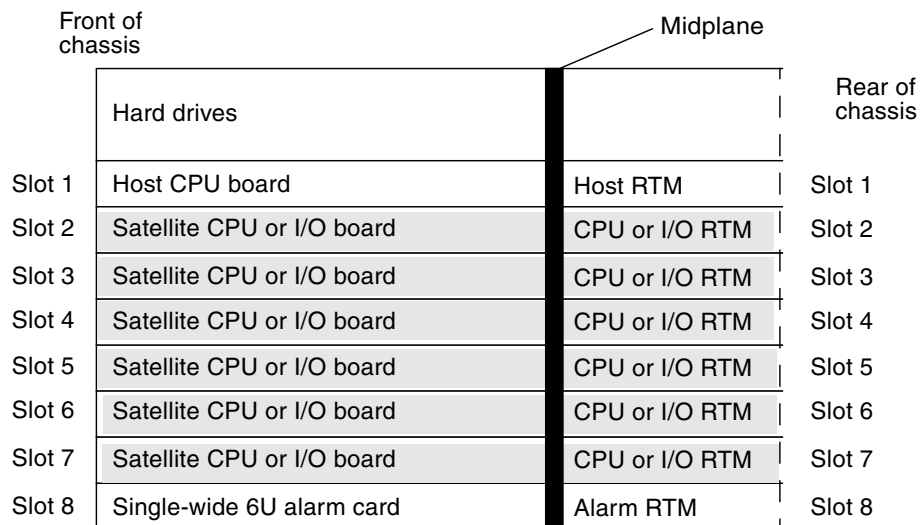 Front of
chassis
Midplane
Rear of
chassis
Hard drives
Slot 1 Host CPU board Host RTM Slot 1
Slot 2 Satellite CPU or I/O board CPU or I/O RTM Slot 2
Slot 3 Satellite CPU or I/O board CPU or I/O RTM Slot 3
Slot 4 Satellite CPU or I/O board CPU or I/O RTM Slot 4
Slot 5 Satellite CPU or I/O board CPU or I/O RTM Slot 5
Slot 6 Satellite CPU or I/O board CPU or I/O RTM Slot 6
Slot 7 Satellite CPU or I/O board CPU or I/O RTM Slot 7
Slot 8 Single-wide 6U alarm card Alarm RTM Slot 8